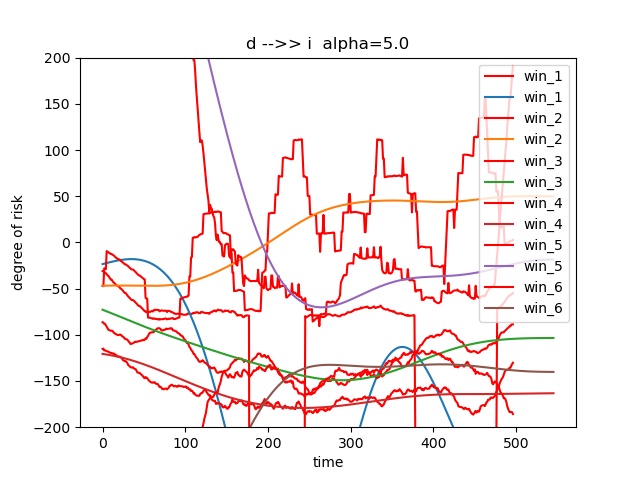 d -->> i  alpha=5.0
degree of risk
200
150
100
50
0
−50
−100
−150
−200
0 100 200 300 400 500
time
win_1
win_1
win_2
win_2
win_3
win_3
win_4
win_4
win_5
win_5
win_6
win_6